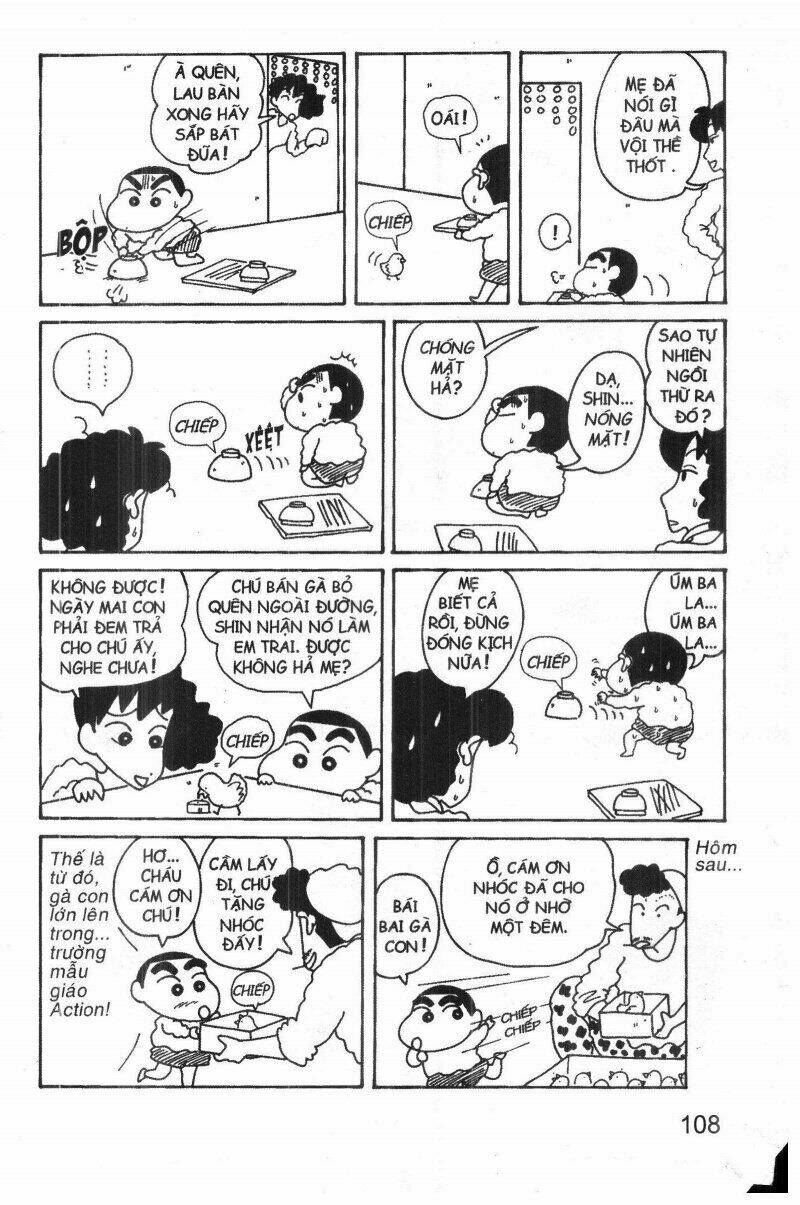 MẸ ĐÃ
NÓI GÌ
ĐÂU MÀ
VỘI THỀ
THỐT.
!
OÁI!
CHIẾP
À QUÊN,
LAU BÀN
XONG HÃY
SẮP BÁT
ĐŨA!
BỘP
SAO TỰ
NHIÊN
NGỒI
THỪ RA
ĐÓ?
DẠ,
SHIN...
NÓNG
MẶT!
CHÓNG
MẶT
HẢ?
XỆỆT
CHIẾP
......
ÚM BA
LA...
ÚM BA
LA...
MẸ
BIẾT CẢ
RỒI, ĐỪNG
ĐÓNG KỊCH
NỮA!
CHIẾP
CHÚ BÁN GÀ BỎ
QUÊN NGOÀI ĐƯỜNG,
SHIN NHẬN NÓ LÀM
EM TRAI. ĐƯỢC
KHÔNG HẢ MẸ?
KHÔNG ĐƯỢC!
NGÀY MAI CON
PHẢI ĐEM TRẢ
CHO CHÚ ẤY,
NGHE CHƯA!
CHIẾP
Hôm
sau...
Ồ, CÁM ƠN
NHÓC ĐÃ CHO
NÓ Ở NHỜ
MỘT ĐÊM.
BÁI
BAI GÀ
CON!
CHIẾP
CHIẾP
CẦM LẤY
ĐI, CHÚ
TẶNG
NHÓC
ĐẤY!
CHIẾP
HƠ...
CHÁU
CÁM ƠN
CHÚ!
Thế là
từ đó,
gà con
lớn lên
trong...
trường
mẫu
giáo
Action!
108